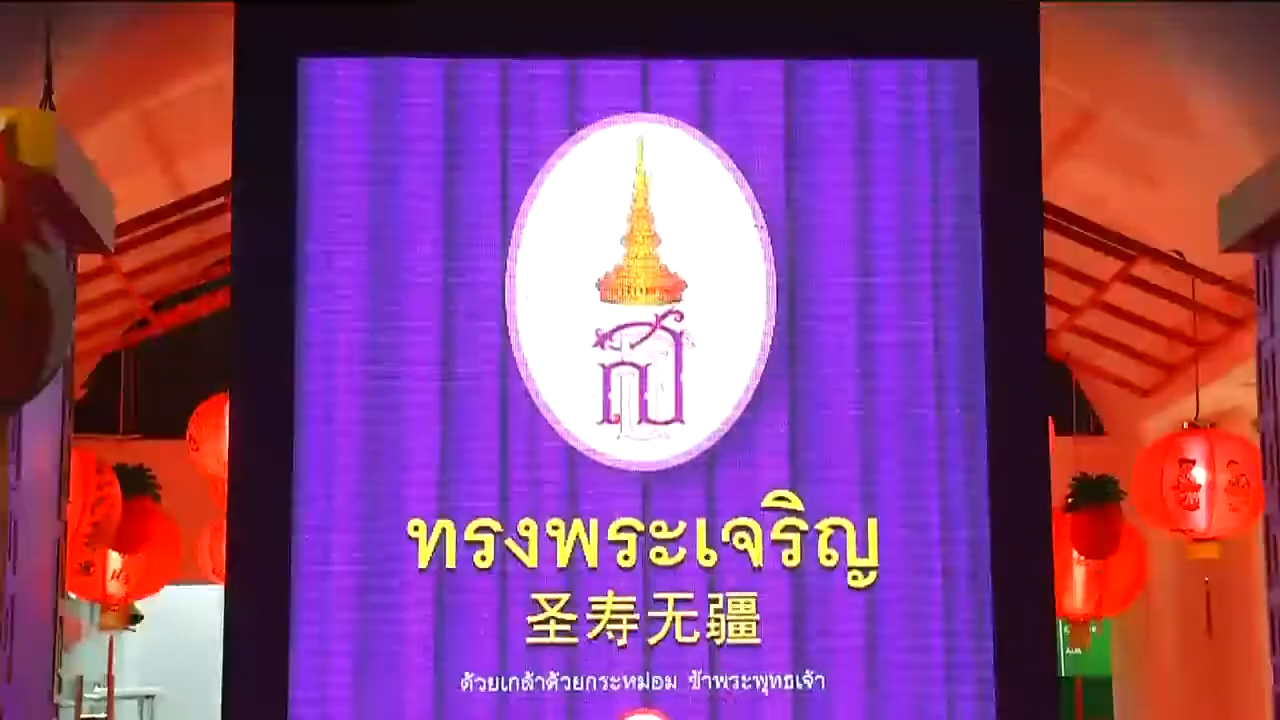 ทรงพระเจริญ
圣寿无疆
ด้วยเกล้าด้วยกระหม่อม ข้าพระพุทธเจ้า